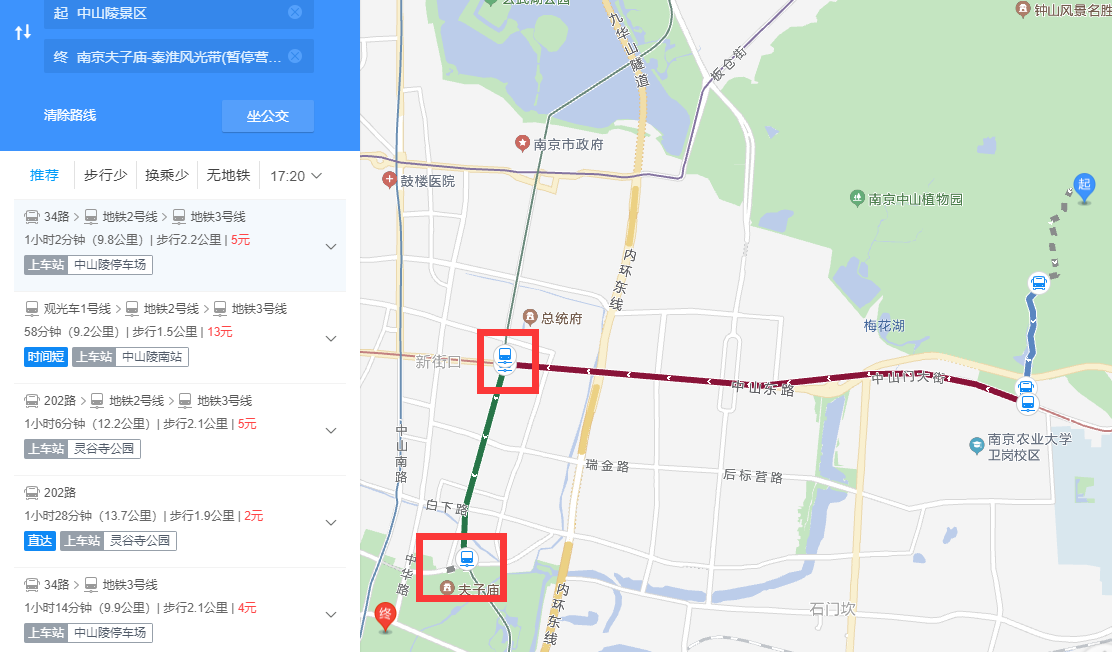 起 中山陵景区
终 南京夫子庙-秦淮风光带(暂停营...
清除路线
坐公交
推荐 步行少 换乘少 无地铁 17:20
34路 > 地铁2号线 > 地铁3号线
1小时2分钟（9.8公里）| 步行2.2公里 | 5元
上车站 中山陵停车场
观光车1号线 > 地铁2号线 > 地铁3号线
58分钟（9.2公里）| 步行1.5公里 | 13元
时间短 上车站 中山陵南站
202路 > 地铁2号线 > 地铁3号线
1小时6分钟（12.2公里）| 步行2.1公里 | 5元
上车站 灵谷寺公园
202路
1小时28分钟（13.7公里）| 步行1.9公里 | 2元
直达 上车站 灵谷寺公园
34路 > 地铁3号线
1小时14分钟（9.9公里）| 步行2.1公里 | 4元
上车站 中山陵停车场
钟山风景名胜
九华山隧道
板仓街
南京市政府
鼓楼医院
南京中山植物园
起
内环东线
总统府
梅花湖
新街口
中山东路
中山门大街
南京农业大学
卫岗校区
中山南路
瑞金路
后标营路
白下路
中华路
夫子庙
内环东线
石门坎
终